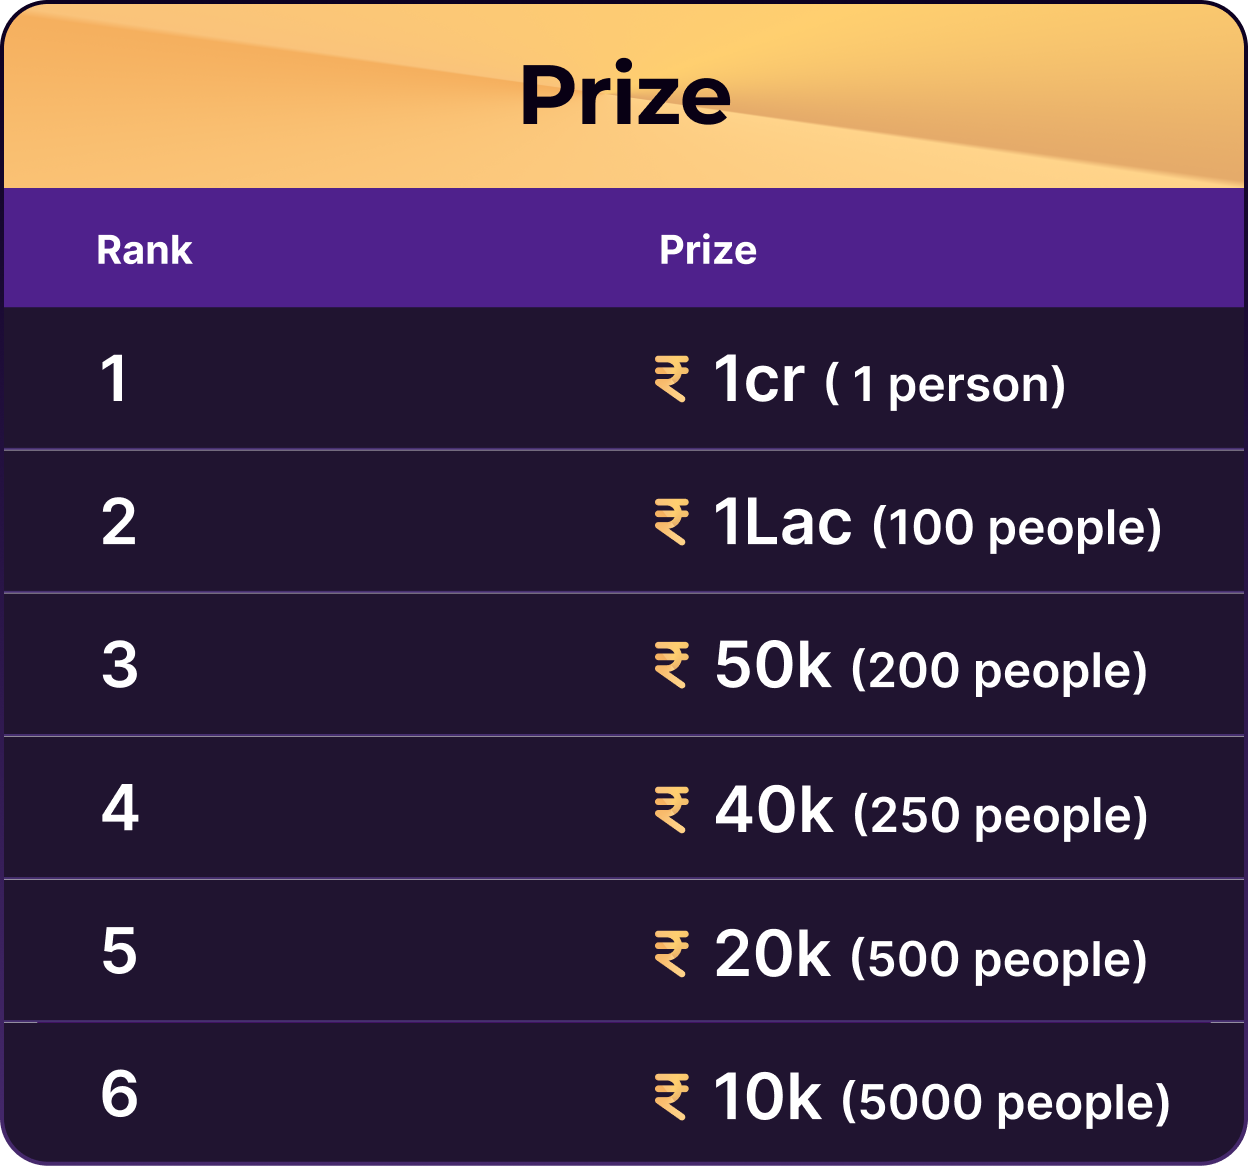 Prize
Rank Prize
1 ₹ 1cr ( 1 person)
2 ₹ 1Lac (100 people)
3 ₹ 50k (200 people)
4 ₹ 40k (250 people)
5 ₹ 20k (500 people)
6 ₹ 10k (5000 people)